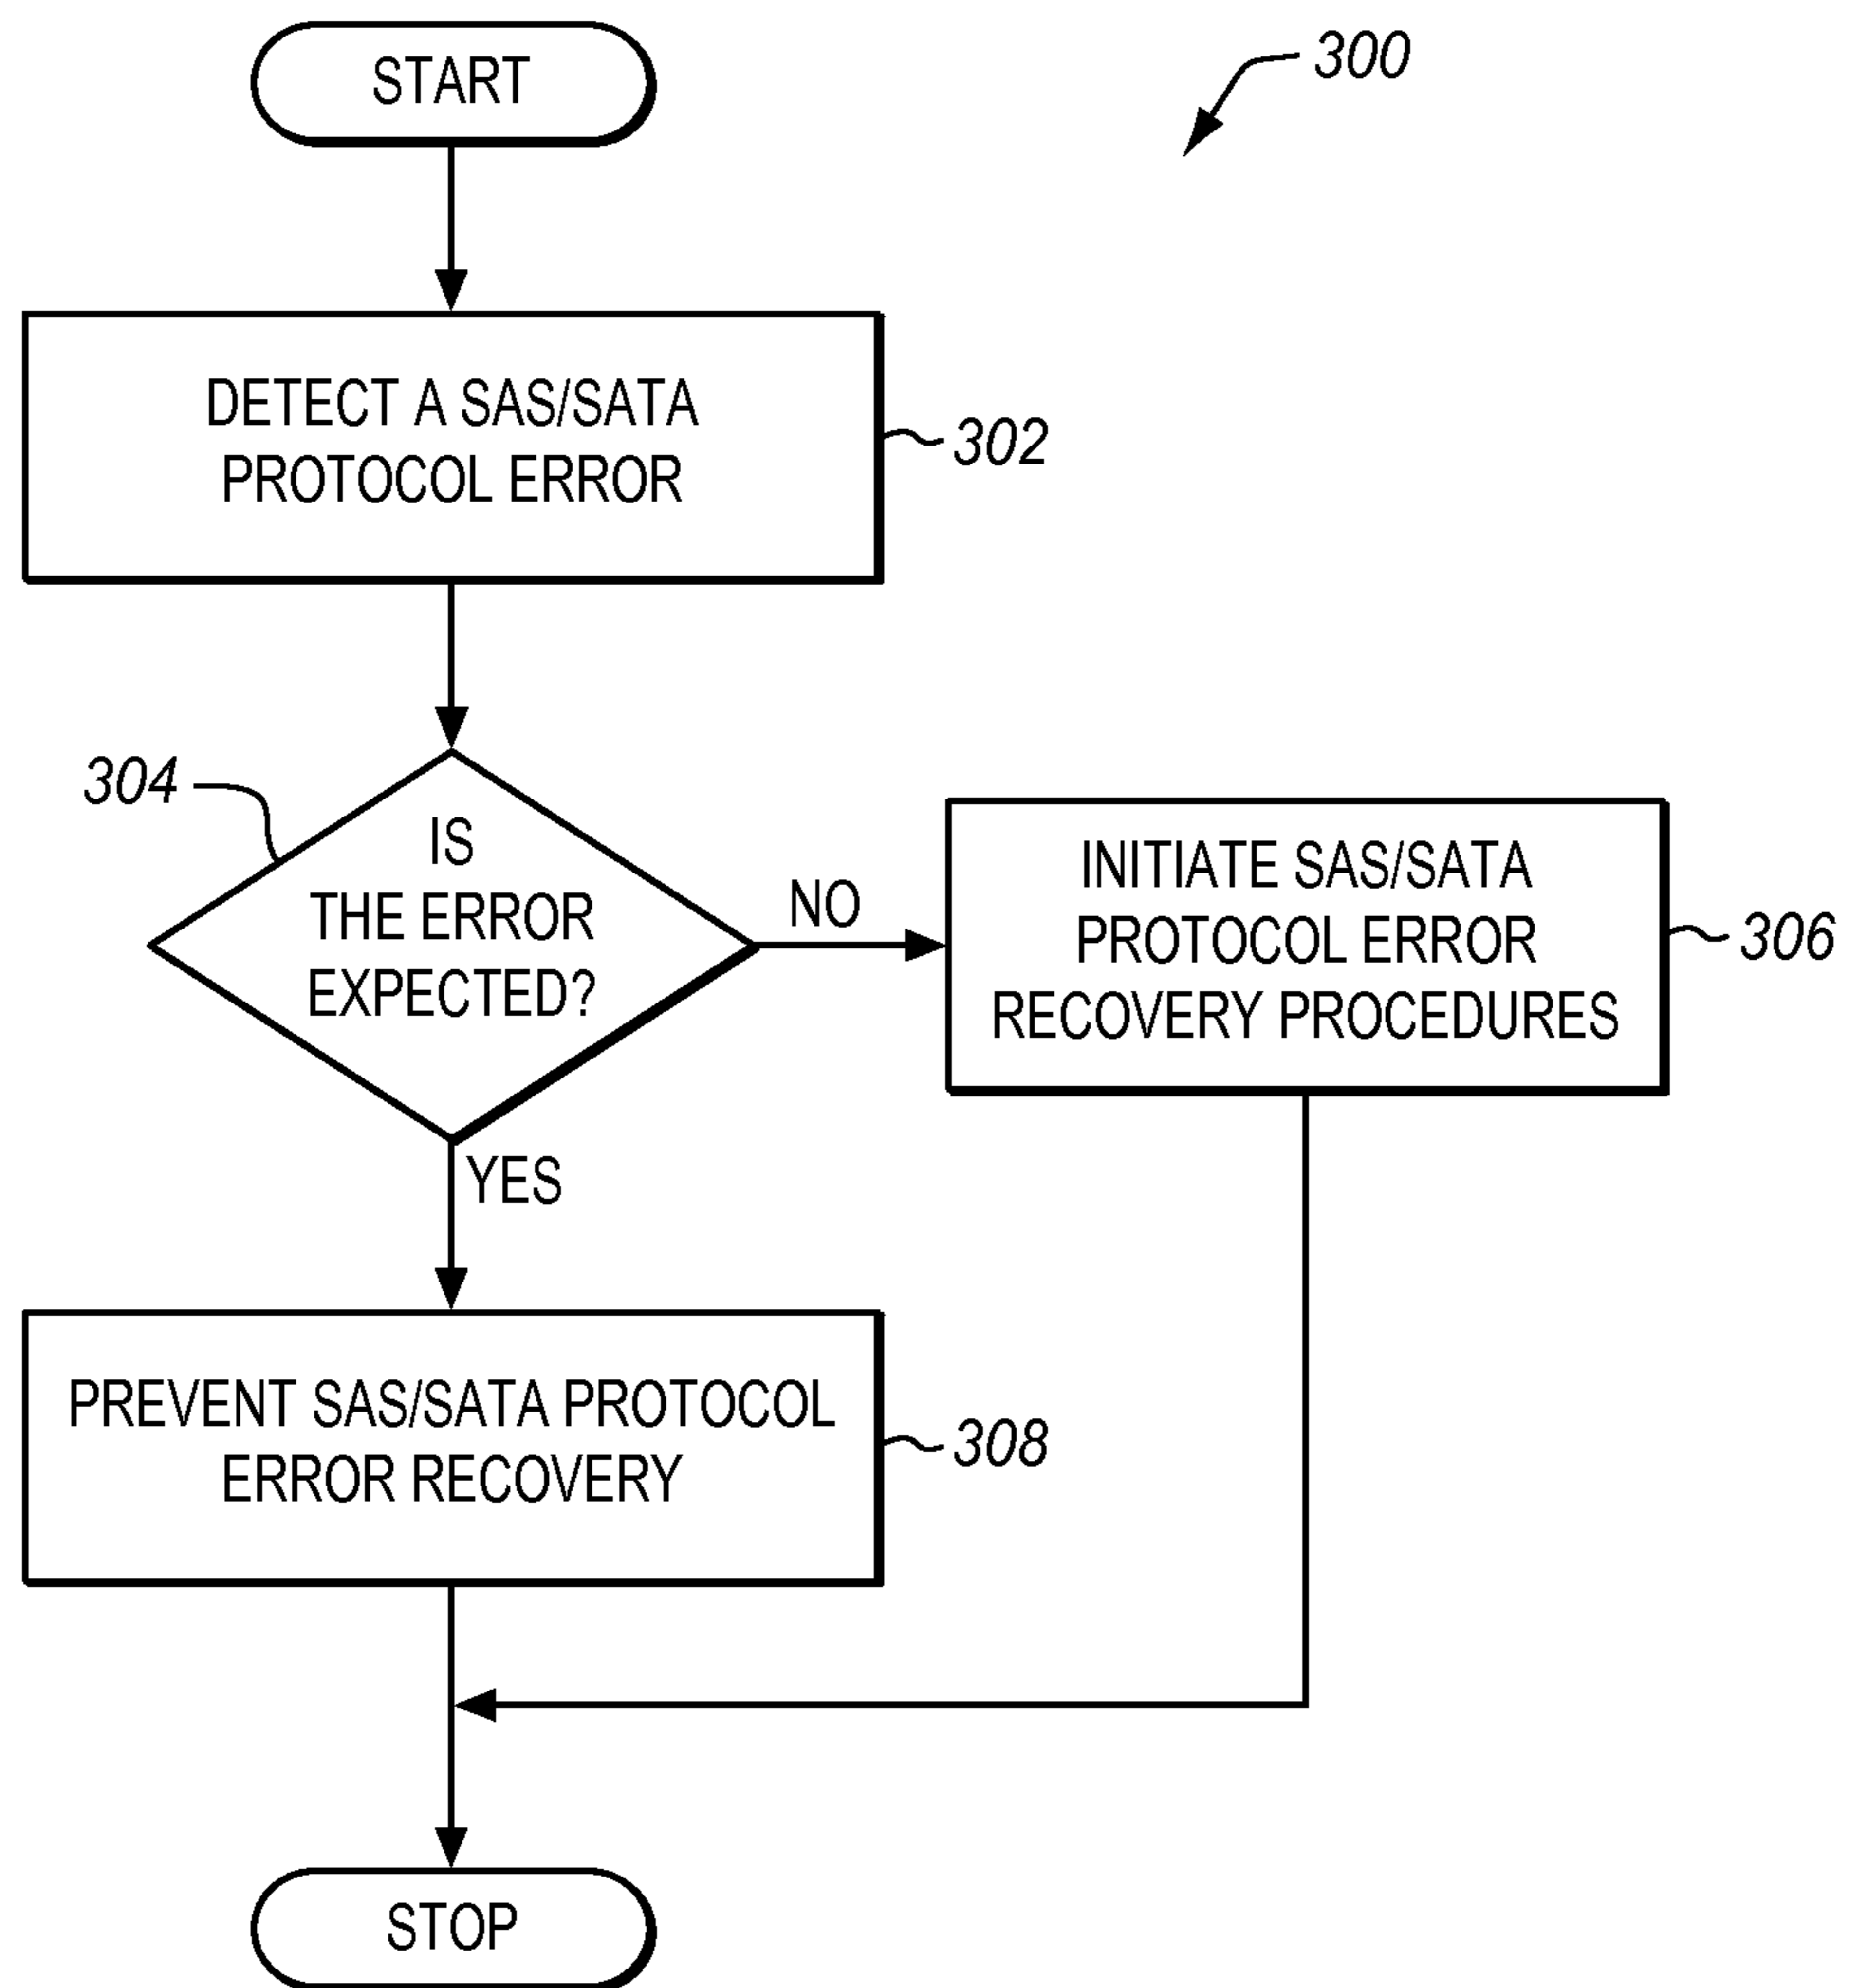 START
300
DETECT A SAS/SATA
PROTOCOL ERROR
302
304
IS
THE ERROR
EXPECTED?
NO
INITIATE SAS/SATA
PROTOCOL ERROR
RECOVERY PROCEDURES
306
YES
PREVENT SAS/SATA PROTOCOL
ERROR RECOVERY
308
STOP